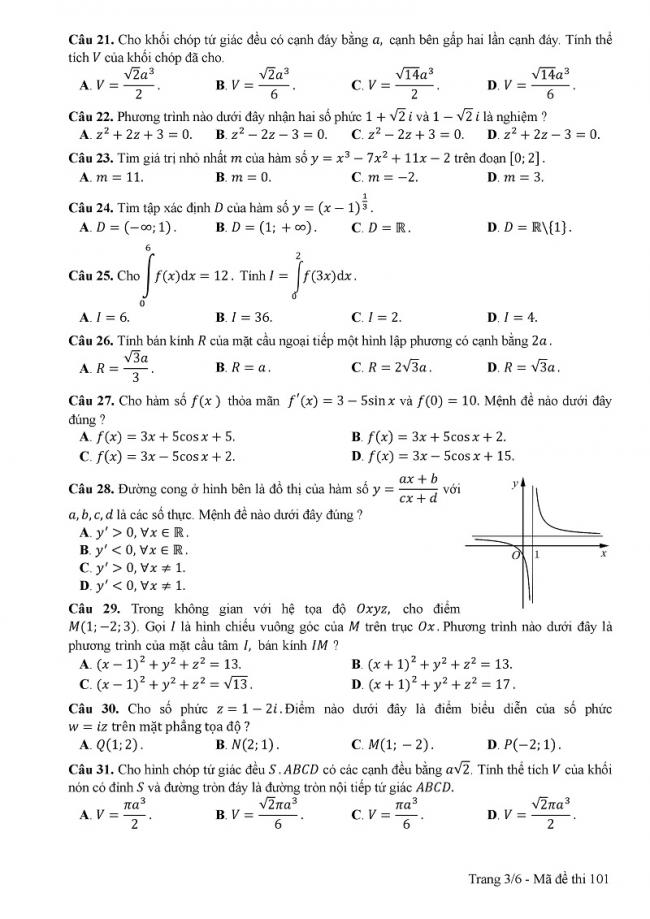 Câu 21. Cho khối chóp tứ giác đều có cạnh đáy bằng a, cạnh bên gấp hai lần cạnh đáy. Tính thể
tích V của khối chóp đã cho.
A. V = √2a³/2 . B. V = √2a³/6 . C. V = √14a³/2 . D. V = √14a³/6 .
Câu 22. Phương trình nào dưới đây nhận hai số phức 1 + √2 i và 1 − √2 i là nghiệm ?
A. z² + 2z + 3 = 0. B. z² − 2z − 3 = 0. C. z² − 2z + 3 = 0. D. z² + 2z − 3 = 0.
Câu 23. Tìm giá trị nhỏ nhất m của hàm số y = x³ − 7x² + 11x − 2 trên đoạn [0; 2] .
A. m = 11. B. m = 0. C. m = −2. D. m = 3.
Câu 24. Tìm tập xác định D của hàm số y = (x − 1)^(1/3) .
A. D = (−∞; 1) . B. D = (1; +∞) . C. D = ℝ . D. D = ℝ\{1} .
Câu 25. Cho ∫₀⁶ f(x)dx = 12 . Tính I = ∫₀² f(3x)dx .
A. I = 6. B. I = 36. C. I = 2. D. I = 4.
Câu 26. Tính bán kính R của mặt cầu ngoại tiếp một hình lập phương có cạnh bằng 2a .
A. R = √3a/3 . B. R = a . C. R = 2√3a . D. R = √3a .
Câu 27. Cho hàm số f(x ) thỏa mãn f′(x) = 3 − 5sin x và f(0) = 10. Mệnh đề nào dưới đây
đúng ?
A. f(x) = 3x + 5cos x + 5. B. f(x) = 3x + 5cos x + 2.
C. f(x) = 3x − 5cos x + 2. D. f(x) = 3x − 5cos x + 15.
Câu 28. Đường cong ở hình bên là đồ thị của hàm số y = (ax + b)/(cx + d) với
a, b, c, d là các số thực. Mệnh đề nào dưới đây đúng ?
A. y′ > 0, ∀x ∈ ℝ .
B. y′ < 0, ∀x ∈ ℝ .
C. y′ > 0, ∀x ≠ 1.
D. y′ < 0, ∀x ≠ 1.
y
O 1 x
Câu 29. Trong không gian với hệ tọa độ Oxyz, cho điểm
M(1; −2; 3). Gọi I là hình chiếu vuông góc của M trên trục Ox. Phương trình nào dưới đây là
phương trình của mặt cầu tâm I, bán kính IM ?
A. (x − 1)² + y² + z² = 13. B. (x + 1)² + y² + z² = 13.
C. (x − 1)² + y² + z² = √13 . D. (x + 1)² + y² + z² = 17 .
Câu 30. Cho số phức z = 1 − 2i. Điểm nào dưới đây là điểm biểu diễn của số phức
w = iz trên mặt phẳng tọa độ ?
A. Q(1; 2) . B. N(2; 1) . C. M(1; − 2) . D. P(−2; 1) .
Câu 31. Cho hình chóp tứ giác đều S . ABCD có các cạnh đều bằng a√2. Tính thể tích V của khối
nón có đỉnh S và đường tròn đáy là đường tròn nội tiếp tứ giác ABCD.
A. V = πa³/2 . B. V = √2πa³/6 . C. V = πa³/6 . D. V = √2πa³/2 .
Trang 3/6 - Mã đề thi 101